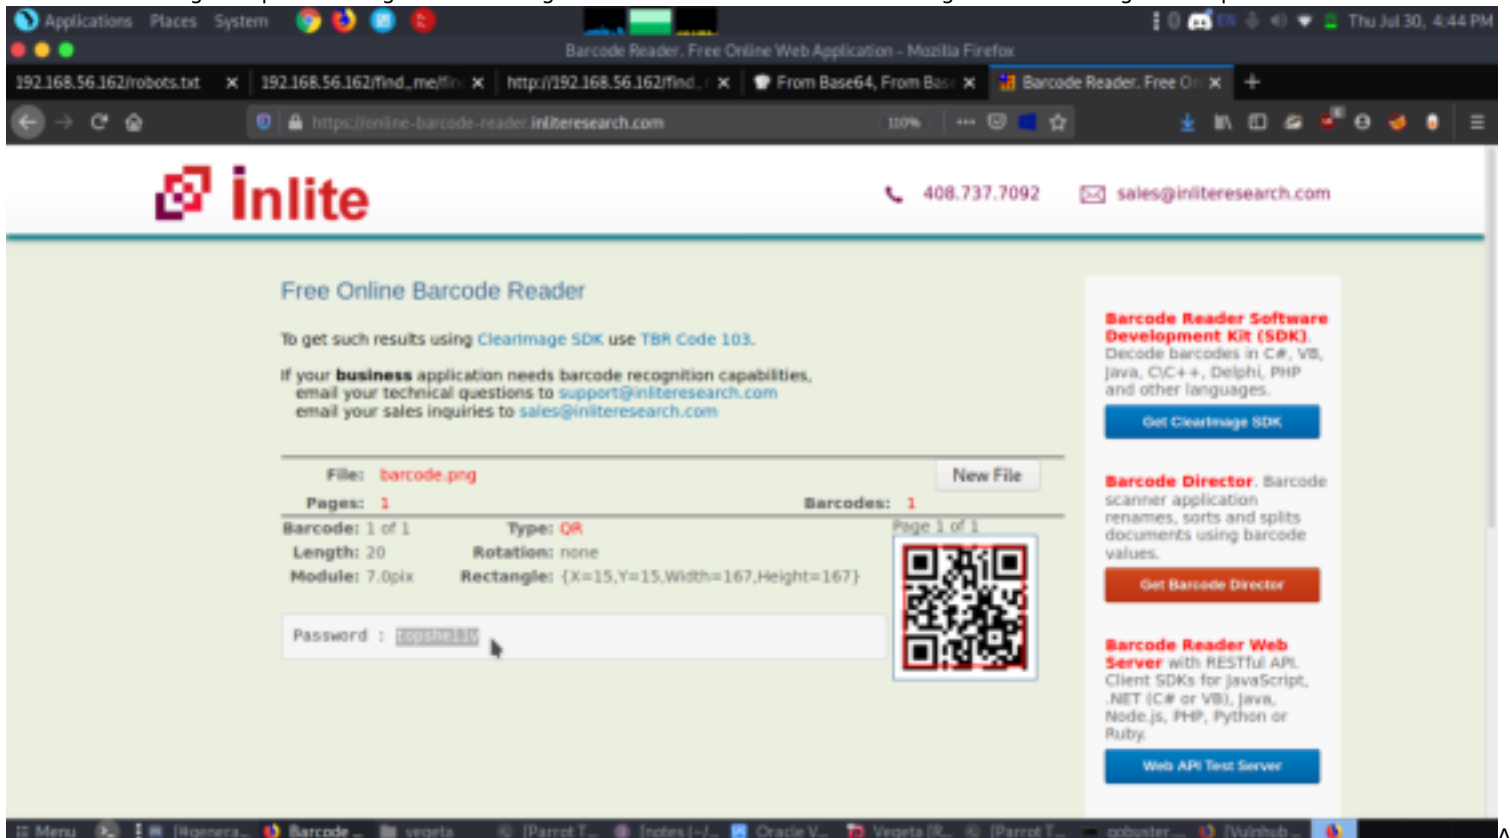 Applications Places System
0 EN Thu Jul 30, 4:44 PM
Barcode Reader. Free Online Web Application - Mozilla Firefox
192.168.56.162/robots.txt × 192.168.56.162/find_me/fin × http://192.168.56.162/find_ × From Base64, From Bas × Barcode Reader. Free On × +
https://online-barcode-reader.inliteresearch.com 110%
inlite
408.737.7092 sales@inliteresearch.com
Free Online Barcode Reader
To get such results using ClearImage SDK use TBR Code 103.
If your business application needs barcode recognition capabilities,
email your technical questions to support@inliteresearch.com
email your sales inquiries to sales@inliteresearch.com
File: barcode.png New File
Pages: 1 Barcodes: 1
Barcode: 1 of 1 Type: QR Page 1 of 1
Length: 20 Rotation: none
Module: 7.0pix Rectangle: {X=15,Y=15,Width=167,Height=167}
Password : topshellv
Barcode Reader Software
Development Kit (SDK).
Decode barcodes in C#, VB,
Java, C\C++, Delphi, PHP
and other languages.
Get ClearImage SDK
Barcode Director. Barcode
scanner application
renames, sorts and splits
documents using barcode
values.
Get Barcode Director
Barcode Reader Web
Server with RESTful API.
Client SDKs for JavaScript,
.NET (C# or VB), Java,
Node.js, PHP, Python or
Ruby.
Web API Test Server
Menu [#genera... Barcode ... vegeta [Parrot T... [notes (~/... Oracle V... Vegeta [R... [Parrot T... gobuster... [Vulnhub...